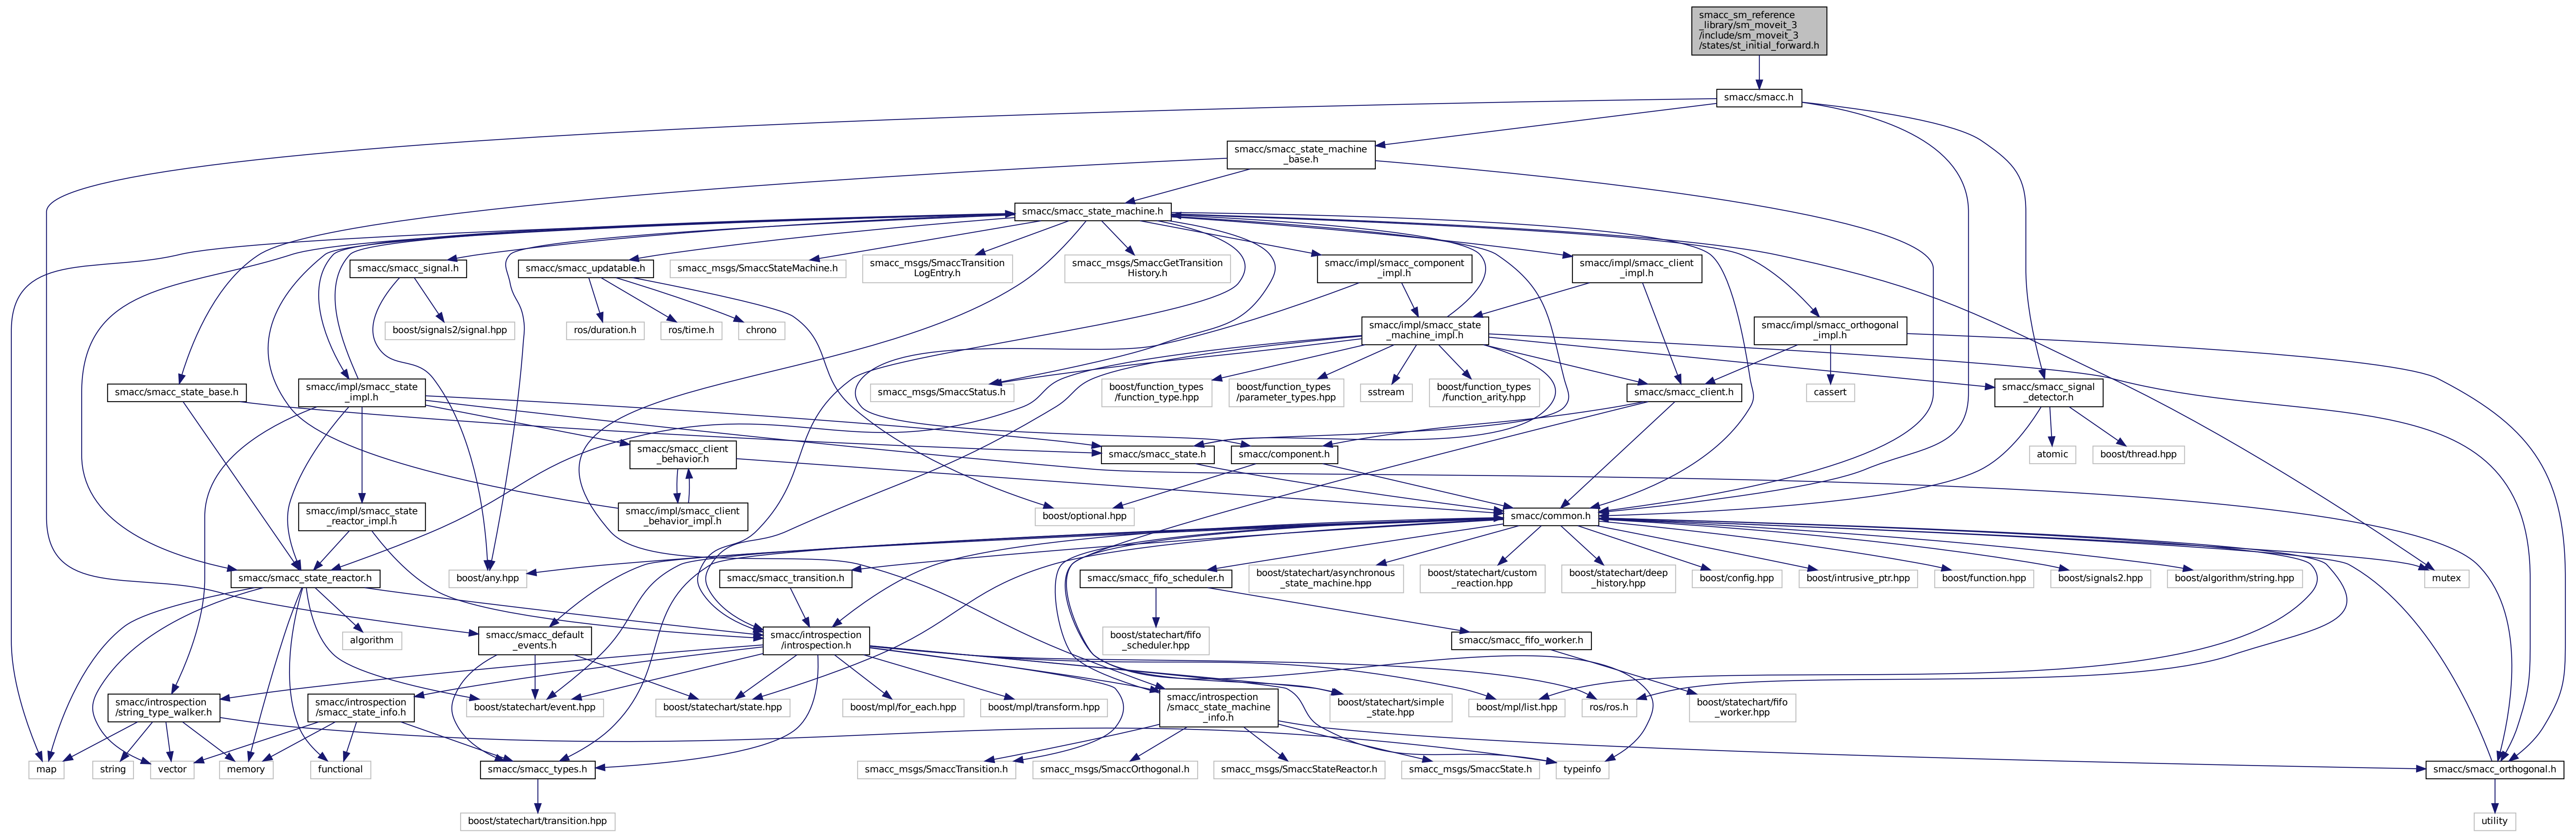 smacc_sm_reference
_library/sm_moveit_3
/include/sm_moveit_3
/states/st_initial_forward.h
smacc/smacc.h
smacc/smacc_state_machine
_base.h
smacc/smacc_state_machine.h
smacc/smacc_signal.h
smacc/smacc_updatable.h
smacc_msgs/SmaccStateMachine.h
smacc_msgs/SmaccTransition
LogEntry.h
smacc_msgs/SmaccGetTransition
History.h
smacc/impl/smacc_component
_impl.h
smacc/impl/smacc_client
_impl.h
boost/signals2/signal.hpp
ros/duration.h
ros/time.h
chrono
smacc/impl/smacc_state
_machine_impl.h
smacc/impl/smacc_orthogonal
_impl.h
smacc/smacc_state_base.h
smacc/impl/smacc_state
_impl.h
smacc_msgs/SmaccStatus.h
boost/function_types
/function_type.hpp
boost/function_types
/parameter_types.hpp
sstream
boost/function_types
/function_arity.hpp
smacc/smacc_client.h
cassert
smacc/smacc_signal
_detector.h
smacc/smacc_client
_behavior.h
smacc/smacc_state.h
smacc/component.h
atomic
boost/thread.hpp
smacc/impl/smacc_state
_reactor_impl.h
smacc/impl/smacc_client
_behavior_impl.h
boost/optional.hpp
smacc/common.h
smacc/smacc_state_reactor.h
boost/any.hpp
smacc/smacc_transition.h
smacc/smacc_fifo_scheduler.h
boost/statechart/asynchronous
_state_machine.hpp
boost/statechart/custom
_reaction.hpp
boost/statechart/deep
_history.hpp
boost/config.hpp
boost/intrusive_ptr.hpp
boost/function.hpp
boost/signals2.hpp
boost/algorithm/string.hpp
mutex
algorithm
smacc/smacc_default
_events.h
smacc/introspection
/introspection.h
boost/statechart/fifo
_scheduler.hpp
smacc/smacc_fifo_worker.h
smacc/introspection
/string_type_walker.h
smacc/introspection
/smacc_state_info.h
boost/statechart/event.hpp
boost/statechart/state.hpp
boost/mpl/for_each.hpp
boost/mpl/transform.hpp
smacc/introspection
/smacc_state_machine
_info.h
boost/statechart/simple
_state.hpp
boost/mpl/list.hpp
ros/ros.h
boost/statechart/fifo
_worker.hpp
map
string
vector
memory
functional
smacc/smacc_types.h
smacc_msgs/SmaccTransition.h
smacc_msgs/SmaccOrthogonal.h
smacc_msgs/SmaccStateReactor.h
smacc_msgs/SmaccState.h
typeinfo
smacc/smacc_orthogonal.h
boost/statechart/transition.hpp
utility